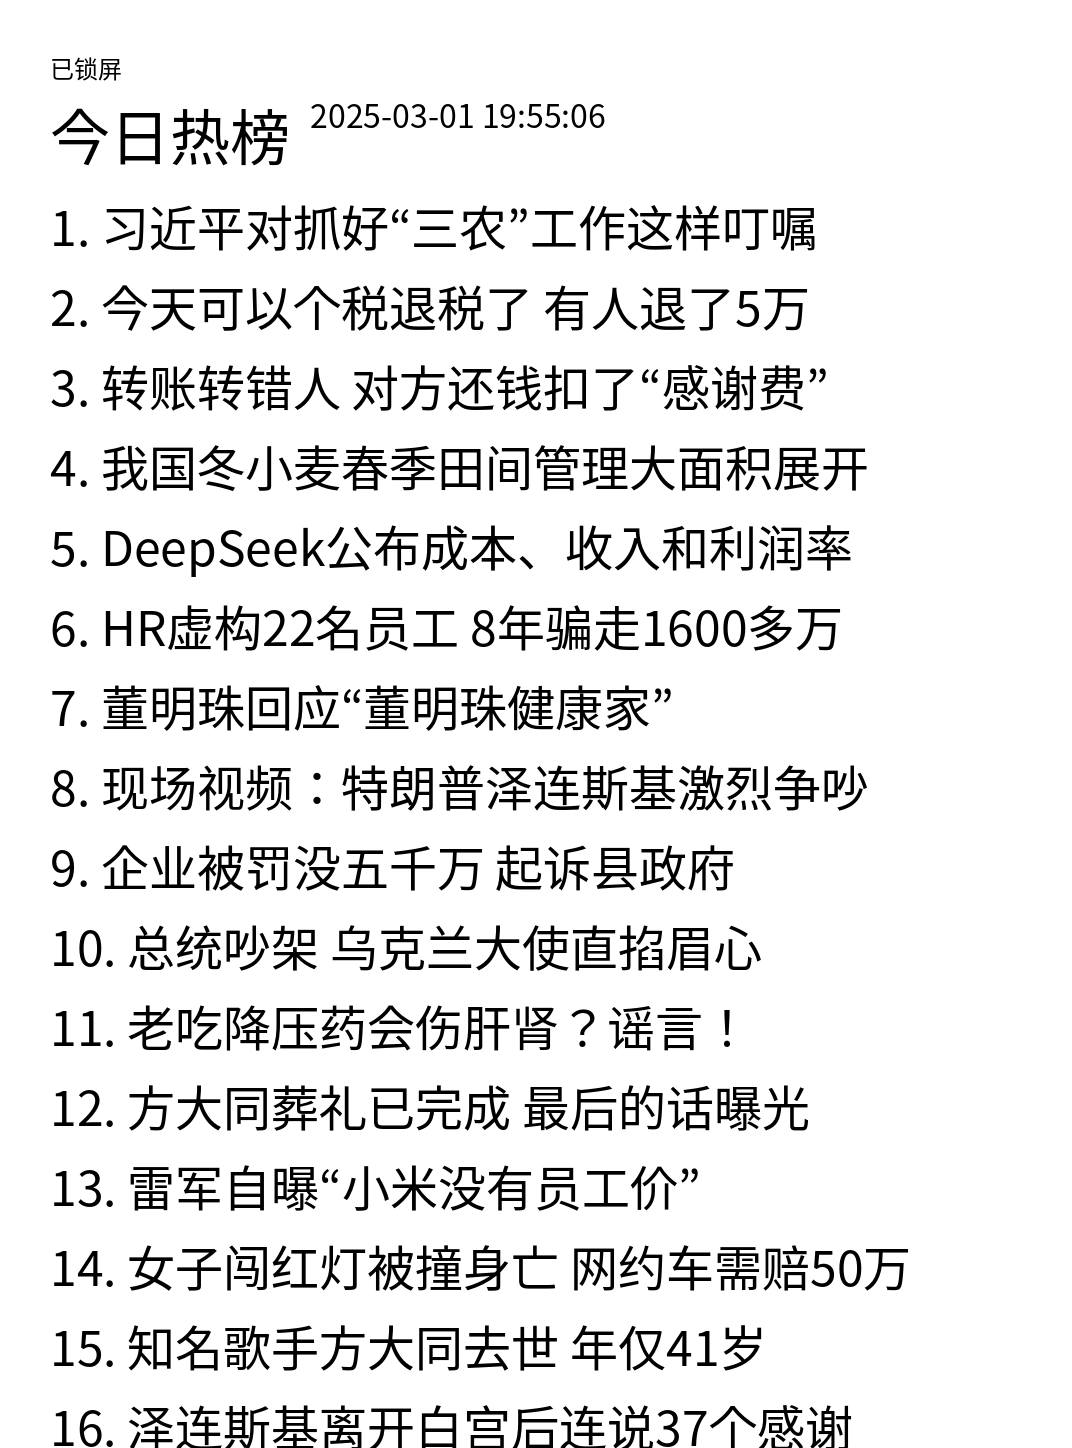 已锁屏
今日热榜 2025-03-01 19:55:06
1. 习近平对抓好“三农”工作这样叮嘱
2. 今天可以个税退税了 有人退了5万
3. 转账转错人 对方还钱扣了“感谢费”
4. 我国冬小麦春季田间管理大面积展开
5. DeepSeek公布成本、收入和利润率
6. HR虚构22名员工 8年骗走1600多万
7. 董明珠回应“董明珠健康家”
8. 现场视频：特朗普泽连斯基激烈争吵
9. 企业被罚没五千万 起诉县政府
10. 总统吵架 乌克兰大使直掐眉心
11. 老吃降压药会伤肝肾？谣言！
12. 方大同葬礼已完成 最后的话曝光
13. 雷军自曝“小米没有员工价”
14. 女子闯红灯被撞身亡 网约车需赔50万
15. 知名歌手方大同去世 年仅41岁
16. 泽连斯基离开白宫后连说37个感谢